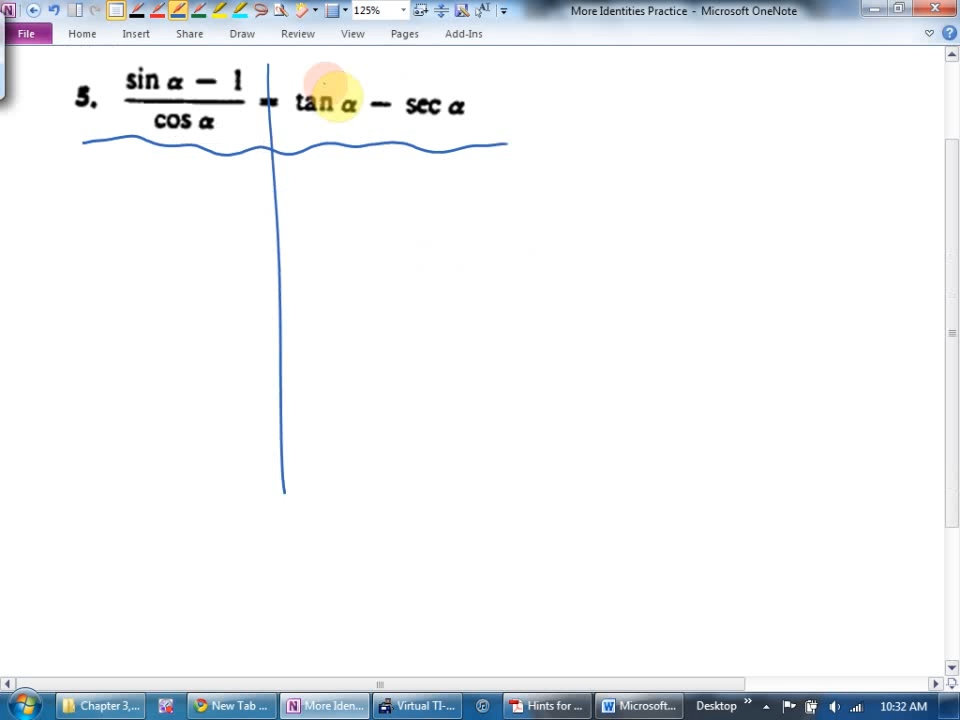 125%
More Identities Practice - Microsoft OneNote
File Home Insert Share Draw Review View Pages Add-Ins
5. sin α − 1 = tan α − sec α
cos α
Chapter 3,... New Tab ... More Iden... Virtual TI-... Hints for ... Microsoft... Desktop » 10:32 AM